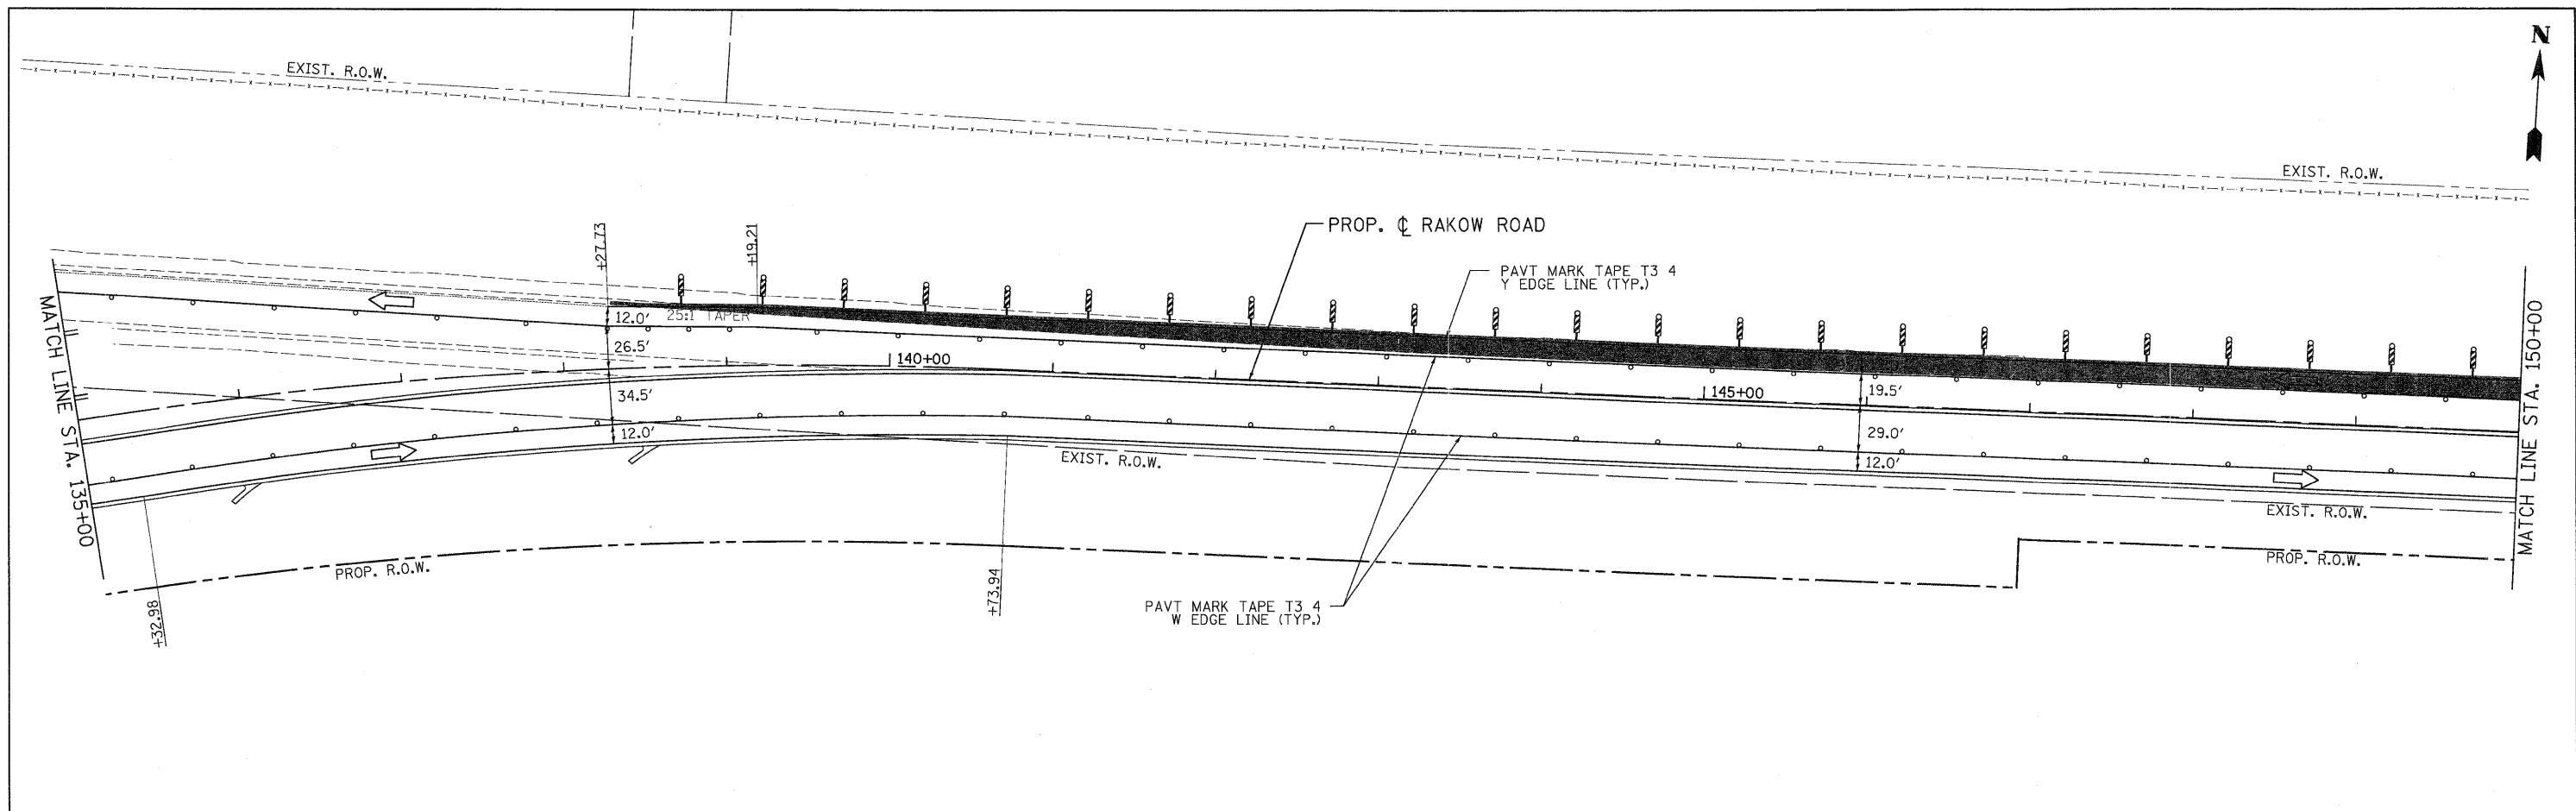 N
EXIST. R.O.W.
EXIST. R.O.W.
+27.73
+19.21
PROP. ℄ RAKOW ROAD
PAVT MARK TAPE T3 4
Y EDGE LINE (TYP.)
MATCH LINE STA. 135+00
MATCH LINE STA. 150+00
12.0'
25:1 TAPER
26.5'
140+00
34.5'
145+00
19.5'
12.0'
29.0'
EXIST. R.O.W.
12.0'
EXIST. R.O.W.
PROP. R.O.W.
PROP. R.O.W.
+32.98
+73.94
PAVT MARK TAPE T3 4
W EDGE LINE (TYP.)